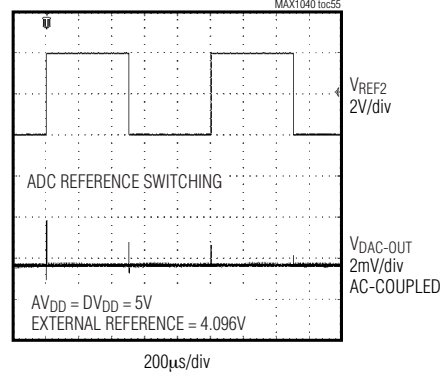 MAX1040 toc55
VREF2
2V/div
ADC REFERENCE SWITCHING
VDAC-OUT
2mV/div
AC-COUPLED
AVDD = DVDD = 5V
EXTERNAL REFERENCE = 4.096V
200μs/div